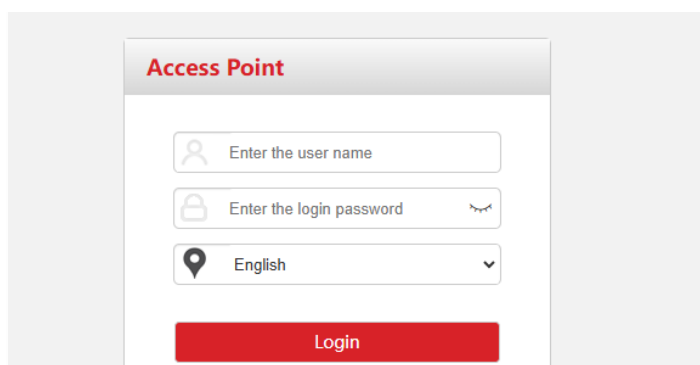 Access Point
Enter the user name
Enter the login password
English
Login